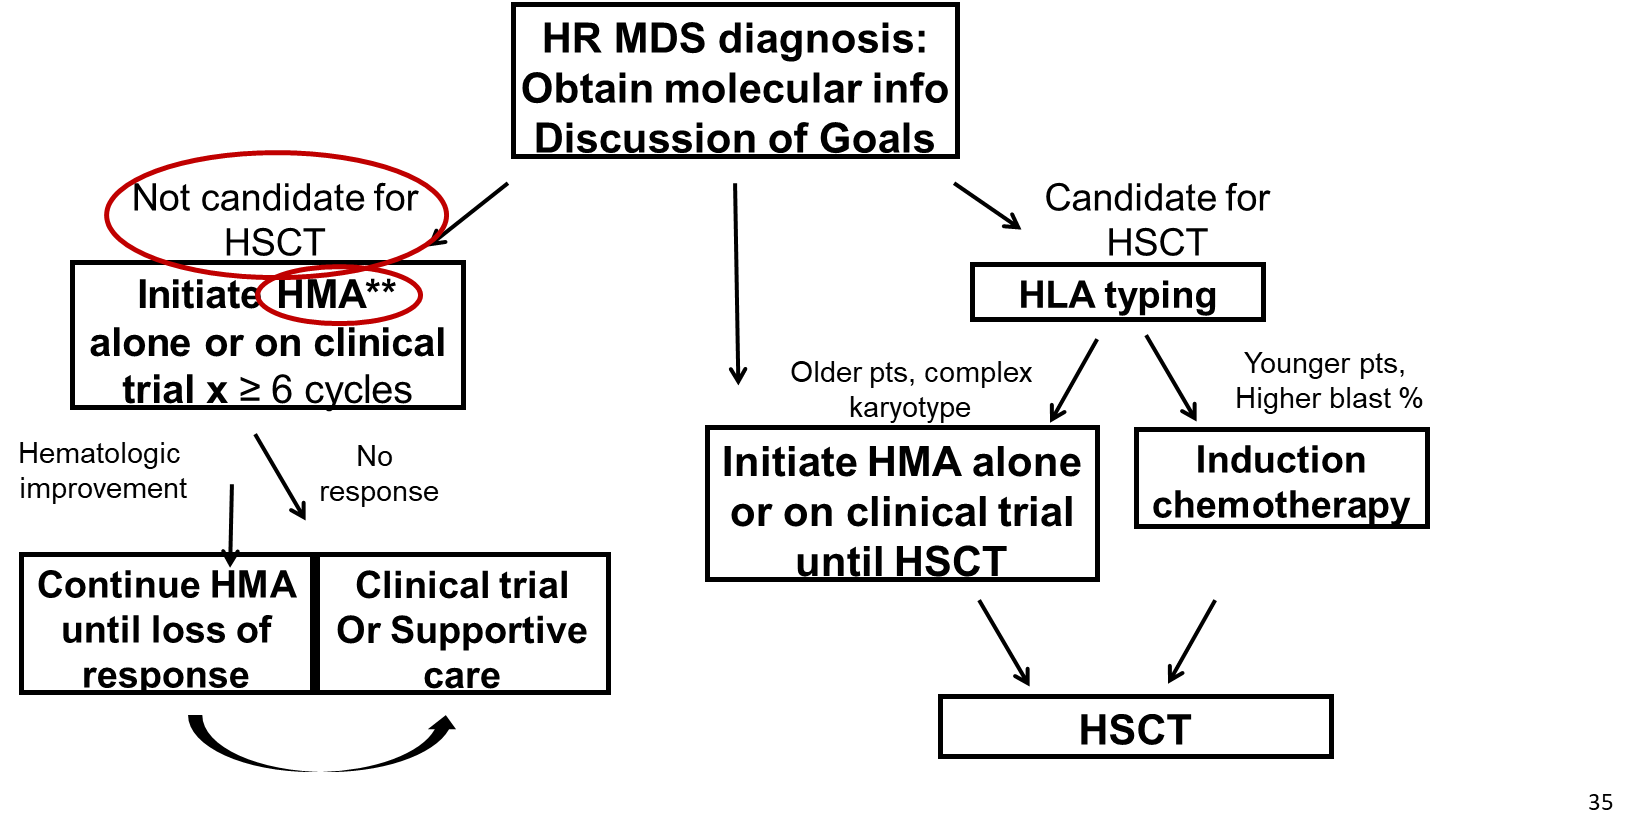 HR MDS diagnosis:
Obtain molecular info
Discussion of Goals
Not candidate for
HSCT
Initiate HMA**
alone or on clinical
trial x ≥ 6 cycles
Hematologic
improvement
No
response
Continue HMA
until loss of
response
Clinical trial
Or Supportive
care
Candidate for
HSCT
HLA typing
Older pts, complex
karyotype
Younger pts,
Higher blast %
Initiate HMA alone
or on clinical trial
until HSCT
Induction
chemotherapy
HSCT
35